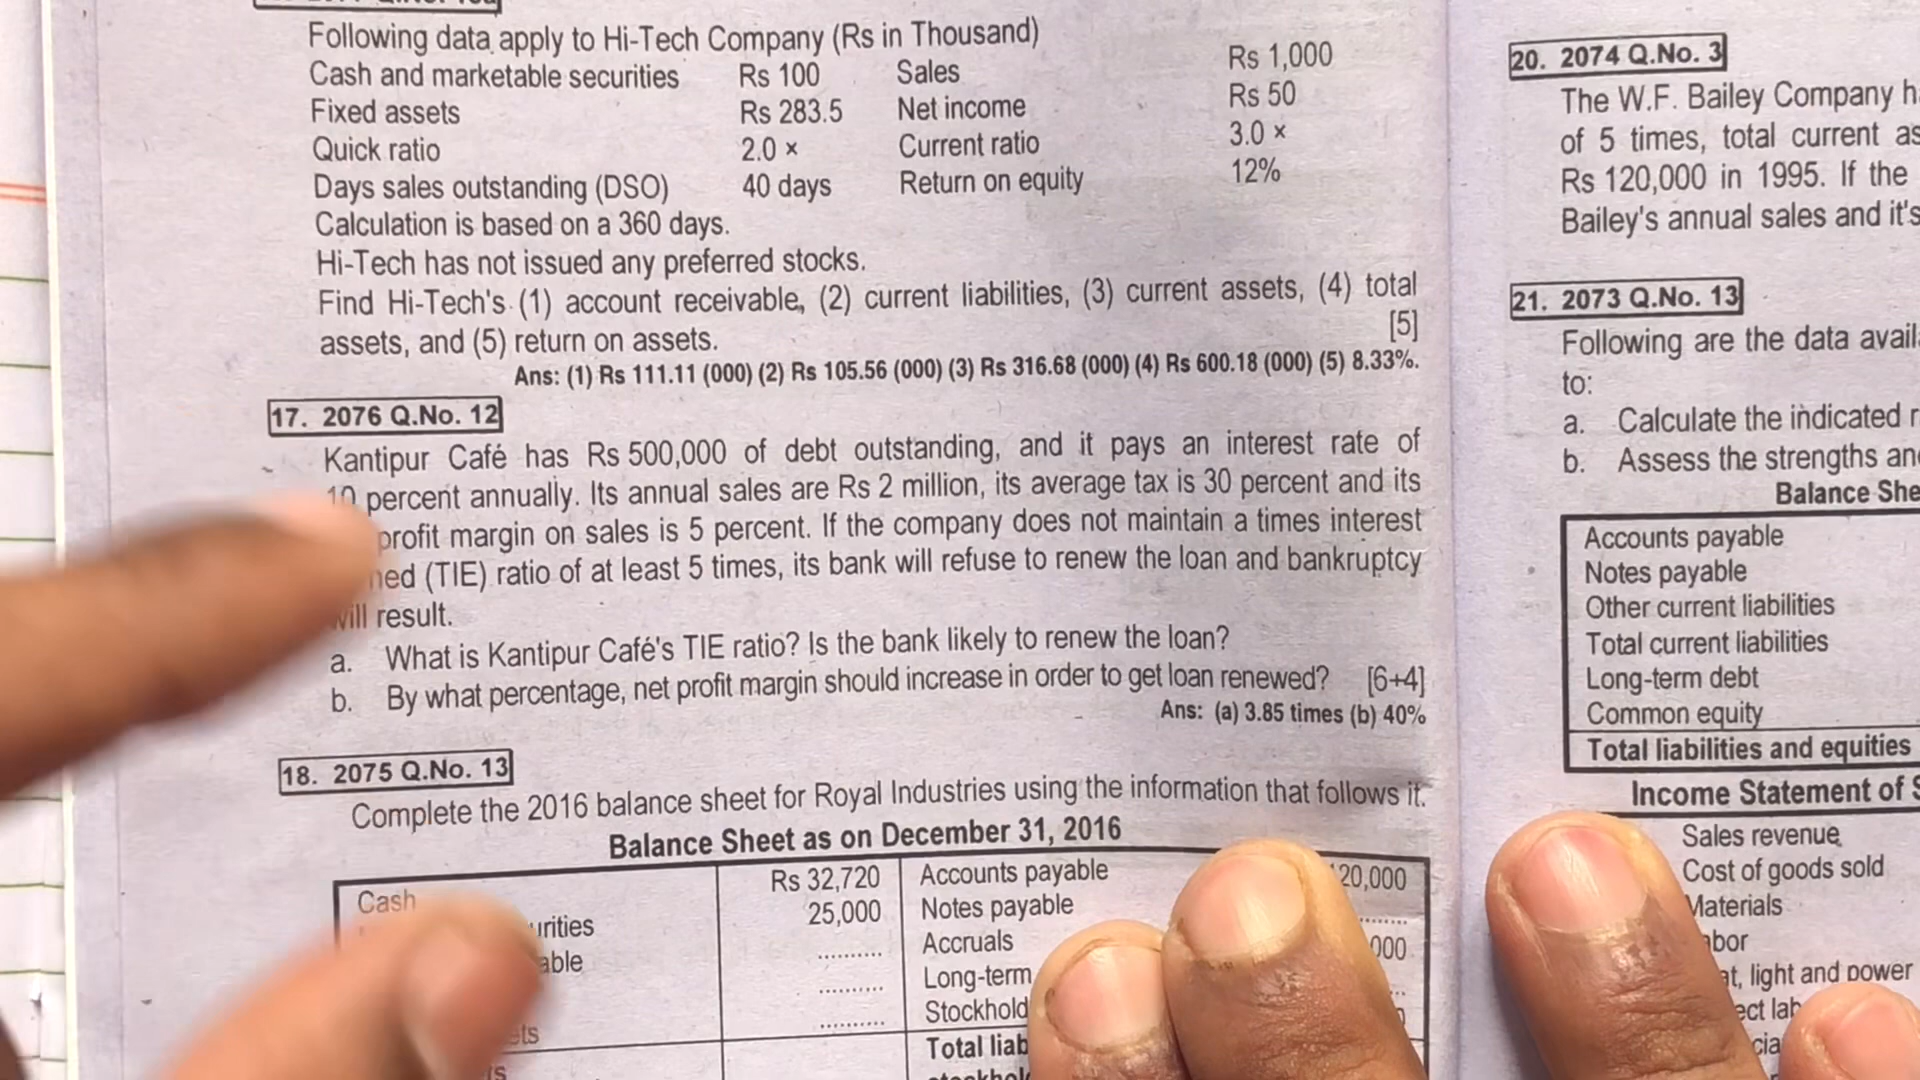 Following data apply to Hi-Tech Company (Rs in Thousand)
Cash and marketable securities Rs 100 Sales Rs 1,000
Fixed assets Rs 283.5 Net income Rs 50
Quick ratio 2.0 × Current ratio 3.0 ×
Days sales outstanding (DSO) 40 days Return on equity 12%
Calculation is based on a 360 days.
Hi-Tech has not issued any preferred stocks.
Find Hi-Tech's (1) account receivable, (2) current liabilities, (3) current assets, (4) total
assets, and (5) return on assets. [5]
Ans: (1) Rs 111.11 (000) (2) Rs 105.56 (000) (3) Rs 316.68 (000) (4) Rs 600.18 (000) (5) 8.33%.
17. 2076 Q.No. 12
Kantipur Café has Rs 500,000 of debt outstanding, and it pays an interest rate of
10 percent annually. Its annual sales are Rs 2 million, its average tax is 30 percent and its
profit margin on sales is 5 percent. If the company does not maintain a times interest
(TIE) ratio of at least 5 times, its bank will refuse to renew the loan and bankruptcy
will result.
a. What is Kantipur Café's TIE ratio? Is the bank likely to renew the loan?
b. By what percentage, net profit margin should increase in order to get loan renewed? [6+4]
Ans: (a) 3.85 times (b) 40%
18. 2075 Q.No. 13
Complete the 2016 balance sheet for Royal Industries using the information that follows it.
Balance Sheet as on December 31, 2016
Cash Rs 32,720 Accounts payable
25,000 Notes payable ........
.......... Accruals
.......... Long-term
..........
Total
20. 2074 Q.No. 3
The W.F. Bailey Company
of 5 times, total current
Rs 120,000 in 1995. If the
Bailey's annual sales and it's
21. 2073 Q.No. 13
Following are the data
to:
a. Calculate the indicated
b. Assess the strengths
Balance
Accounts payable
Notes payable
Other current liabilities
Total current liabilities
Long-term debt
Common equity
Total liabilities and equities
Income Statement of
Sales revenue
Cost of goods sold
Materials
light and power